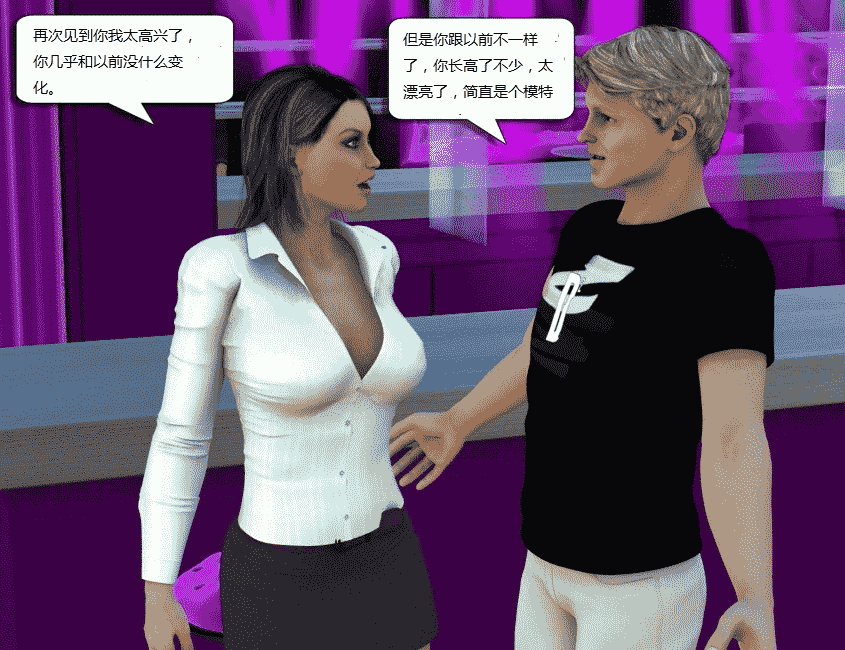 再次见到你我太高兴了，
你几乎和以前没什么变
化。
但是你跟以前不一样
了，你长高了不少，太
漂亮了，简直是个模特